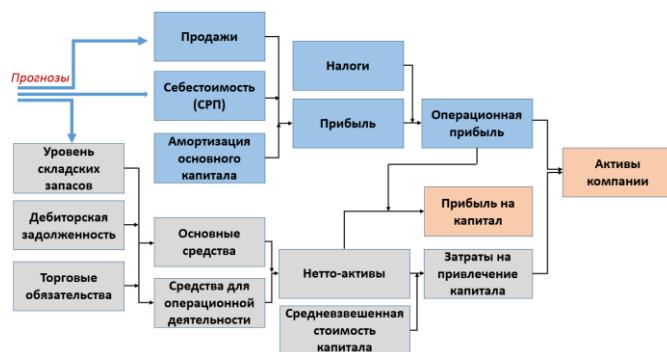 Прогнозы
Продажи
Себестоимость
(СРП)
Амортизация
основного
капитала
Налоги
Прибыль
Операционная
прибыль
Активы
компании
Уровень
складских
запасов
Дебиторская
задолженность
Торговые
обязательства
Основные
средства
Средства для
операционной
деятельности
Нетто-активы
Средневзвешенная
стоимость
капитала
Прибыль на
капитал
Затраты на
привлечение
капитала